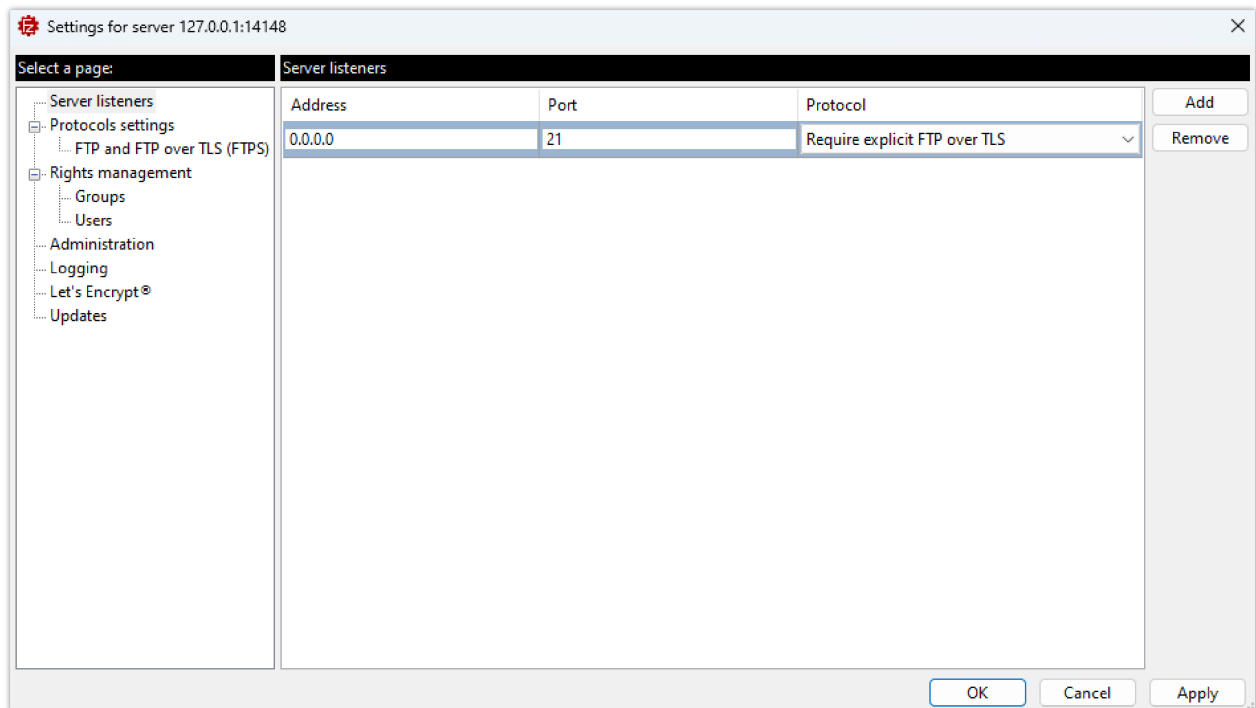 Settings for server 127.0.0.1:14148
Select a page:
Server listeners
Server listeners
Protocols settings
FTP and FTP over TLS (FTPS)
Rights management
Groups
Users
Administration
Logging
Let's Encrypt®
Updates
Address Port Protocol
0.0.0.0 21 Require explicit FTP over TLS
Add
Remove
OK Cancel Apply